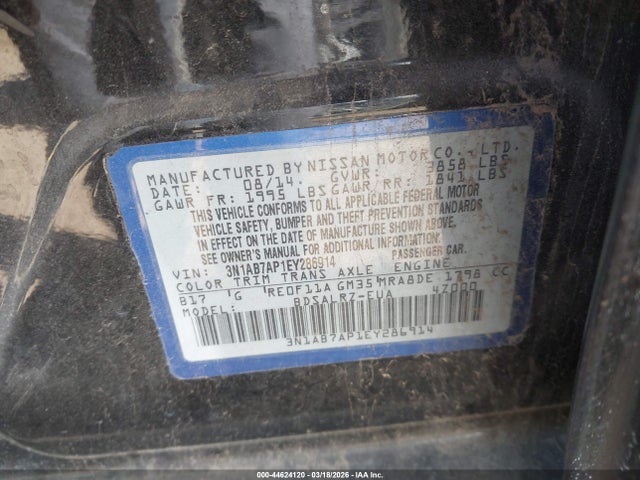 MANUFACTURED BY NISSAN MOTOR CO., LTD.
DATE: 08/14 GVWR: 3858 LBS
GAWR FR: 1995 LBS GAWR RR: 1841 LBS
THIS VEHICLE CONFORMS TO ALL APPLICABLE FEDERAL MOTOR
VEHICLE SAFETY, BUMPER AND THEFT PREVENTION STANDARDS
IN EFFECT ON THE DATE OF MANUFACTURE SHOWN ABOVE.
SEE OWNER'S MANUAL FOR ADDITIONAL INFORMATION
VIN: 3N1AB7AP1EY286914 PASSENGER CAR.
COLOR TRIM TRANS AXLE ENGINE
B17 G RE0F11A GM35 MRA8DE 1798 CC
MODEL: BDSALRZ-EUA 4Z000
3N1AB7AP1EY286914
000-44624120 | 03/18/2026 | IAA Inc.